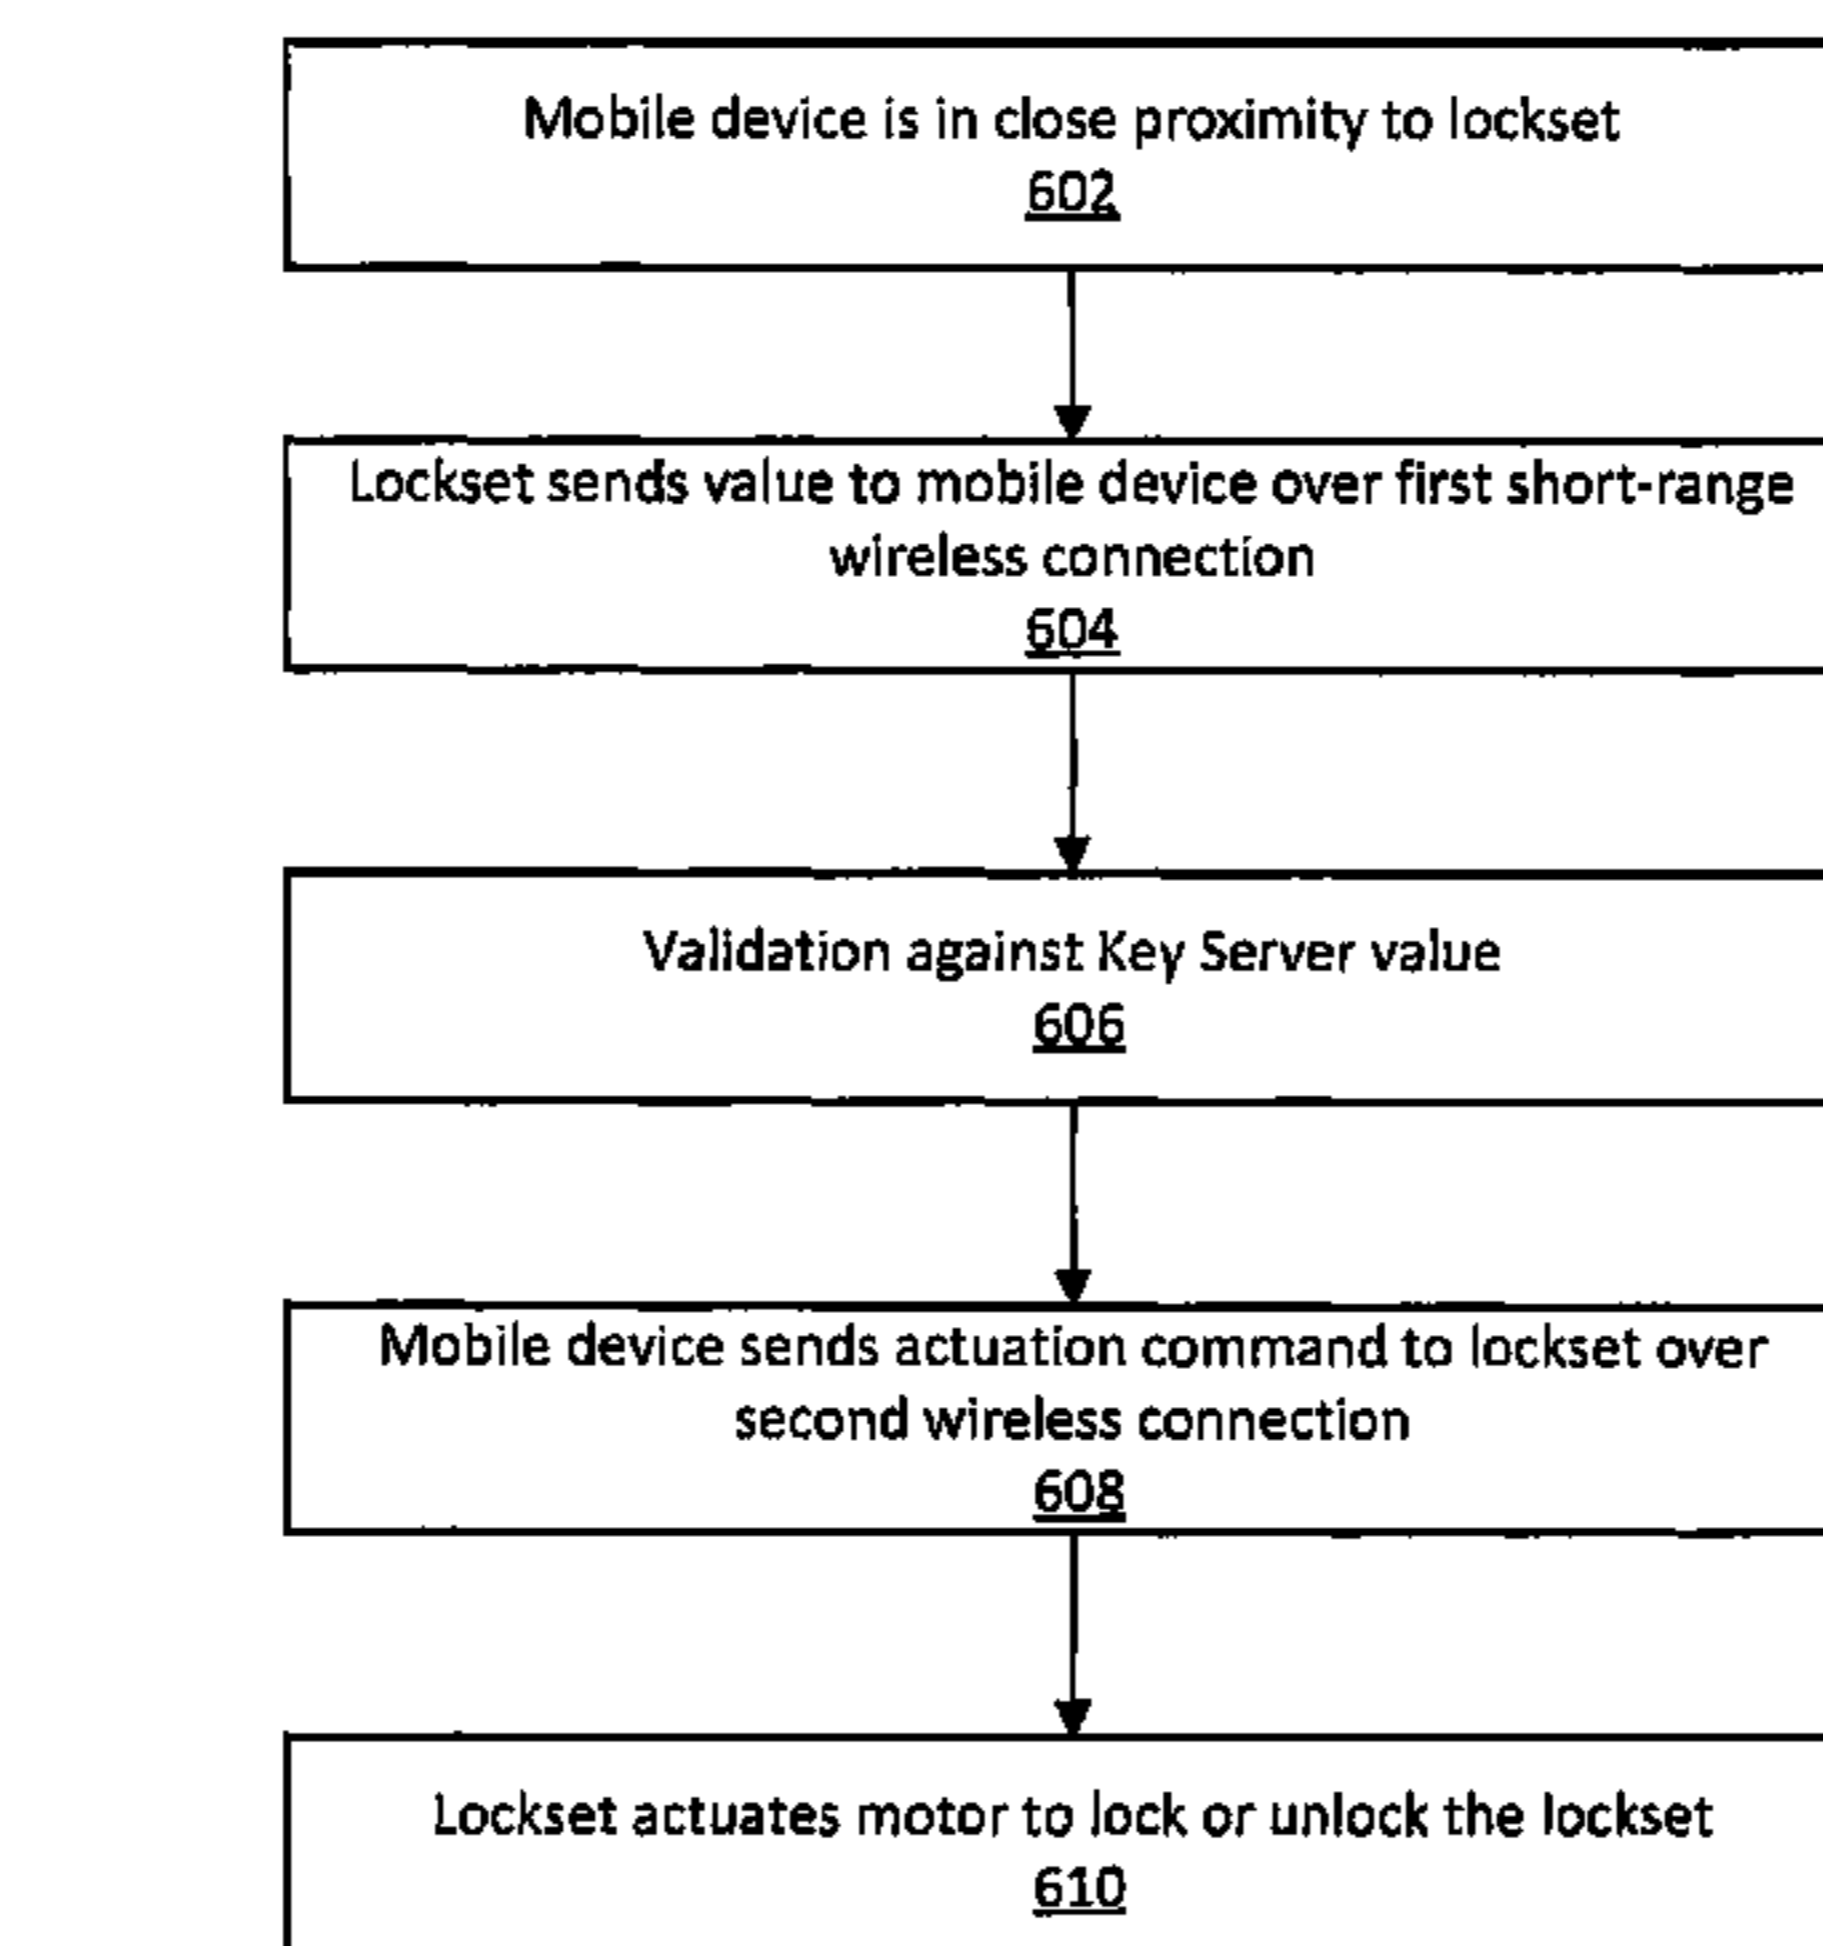 Mobile device is in close proximity to lockset
602
Lockset sends value to mobile device over first short-range
wireless connection
604
Validation against Key Server value
606
Mobile device sends actuation command to lockset over
second wireless connection
608
Lockset actuates motor to lock or unlock the lockset
610